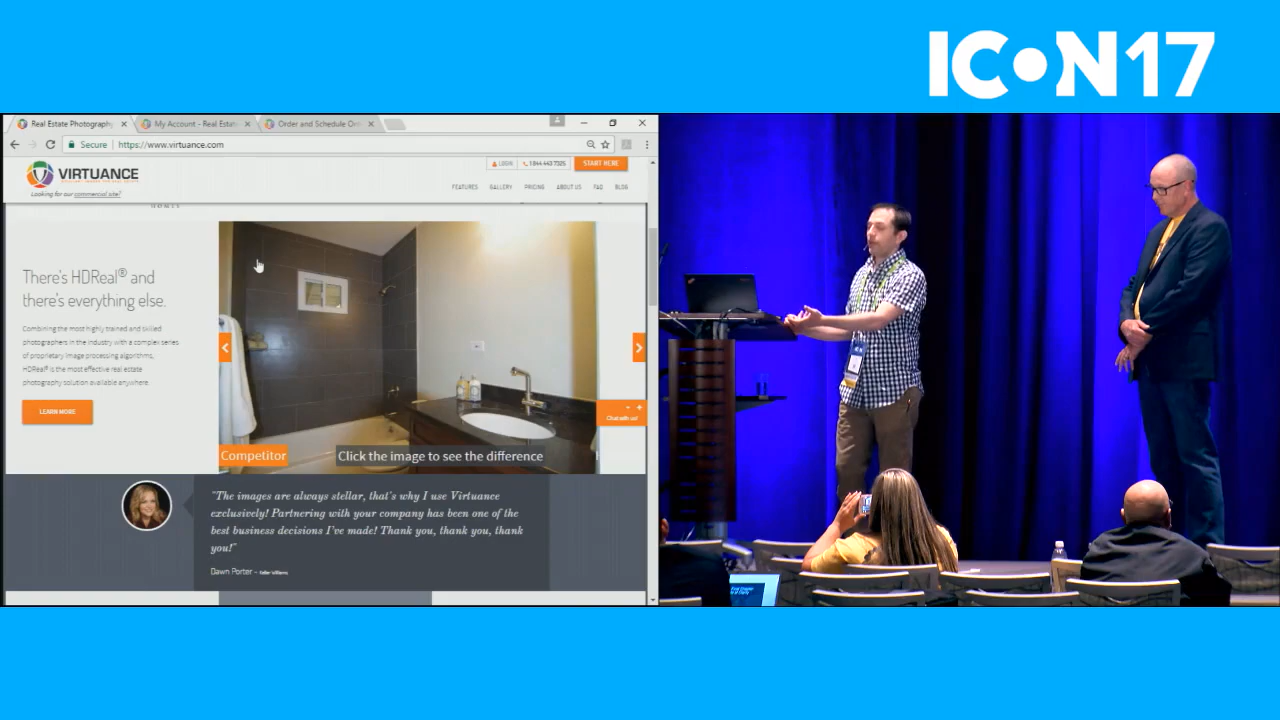 ICON17
Real Estate Photography
My Account - Real Estate
Order and Schedule On
Secure
https://www.virtuance.com
VIRTUANCE
LOGIN
1 844 443 7325
START HERE
Looking for our commercial site?
FEATURES
GALLERY
PRICING
ABOUT US
FAQ
BLOG
There's HDReal® and
there's everything else.
Combining the most highly trained and skilled
photographers in the industry with a complex series
of proprietary image processing algorithms,
HDReal® is the most effective real estate
photography solution available anywhere.
LEARN MORE
Chat with us!
Competitor
Click the image to see the difference
"The images are always stellar, that's why I use Virtuance
exclusively! Partnering with your company has been one of the
best business decisions I've made! Thank you, thank you, thank
you!"
Dawn Porter - Keller Williams